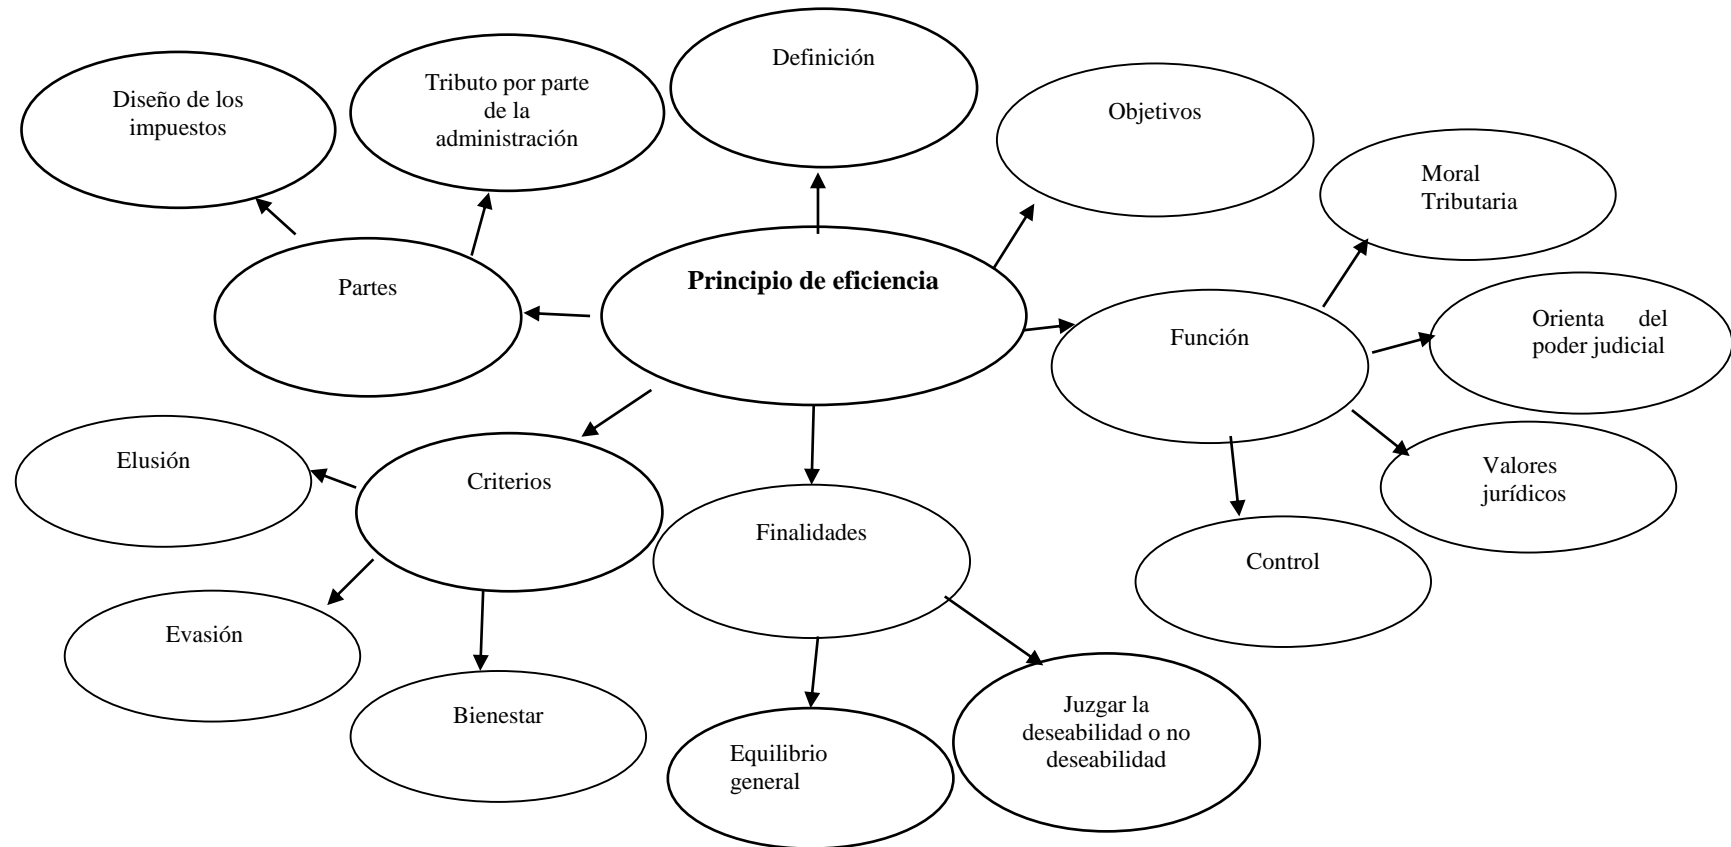 Definición
Diseño de los
impuestos
Tributo por parte
de la
administración
Objetivos
Moral
Tributaria
Partes
Principio de eficiencia
Función
Orienta del
poder judicial
Elusión
Criterios
Finalidades
Valores
jurídicos
Control
Evasión
Bienestar
Equilibrio
general
Juzgar la
deseabilidad o no
deseabilidad